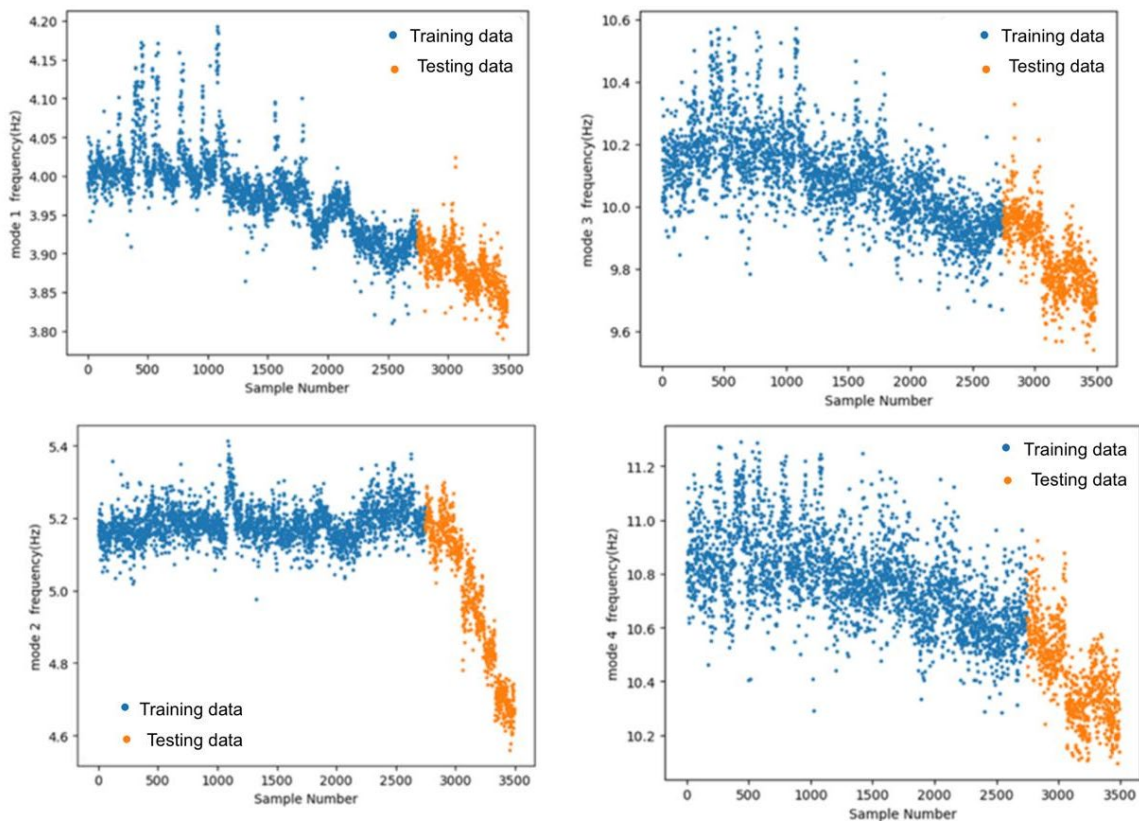 4.20
4.15
4.10
4.05
4.00
3.95
3.90
3.85
3.80
mode 1 frequency(Hz)
Training data
Testing data
0 500 1000 1500 2000 2500 3000 3500
Sample Number
10.6
10.4
10.2
10.0
9.8
9.6
mode 3 frequency(Hz)
Training data
Testing data
0 500 1000 1500 2000 2500 3000 3500
Sample Number
5.4
5.2
5.0
4.8
4.6
mode 2 frequency(Hz)
Training data
Testing data
0 500 1000 1500 2000 2500 3000 3500
Sample Number
11.2
11.0
10.8
10.6
10.4
10.2
mode 4 frequency(Hz)
Training data
Testing data
0 500 1000 1500 2000 2500 3000 3500
Sample Number